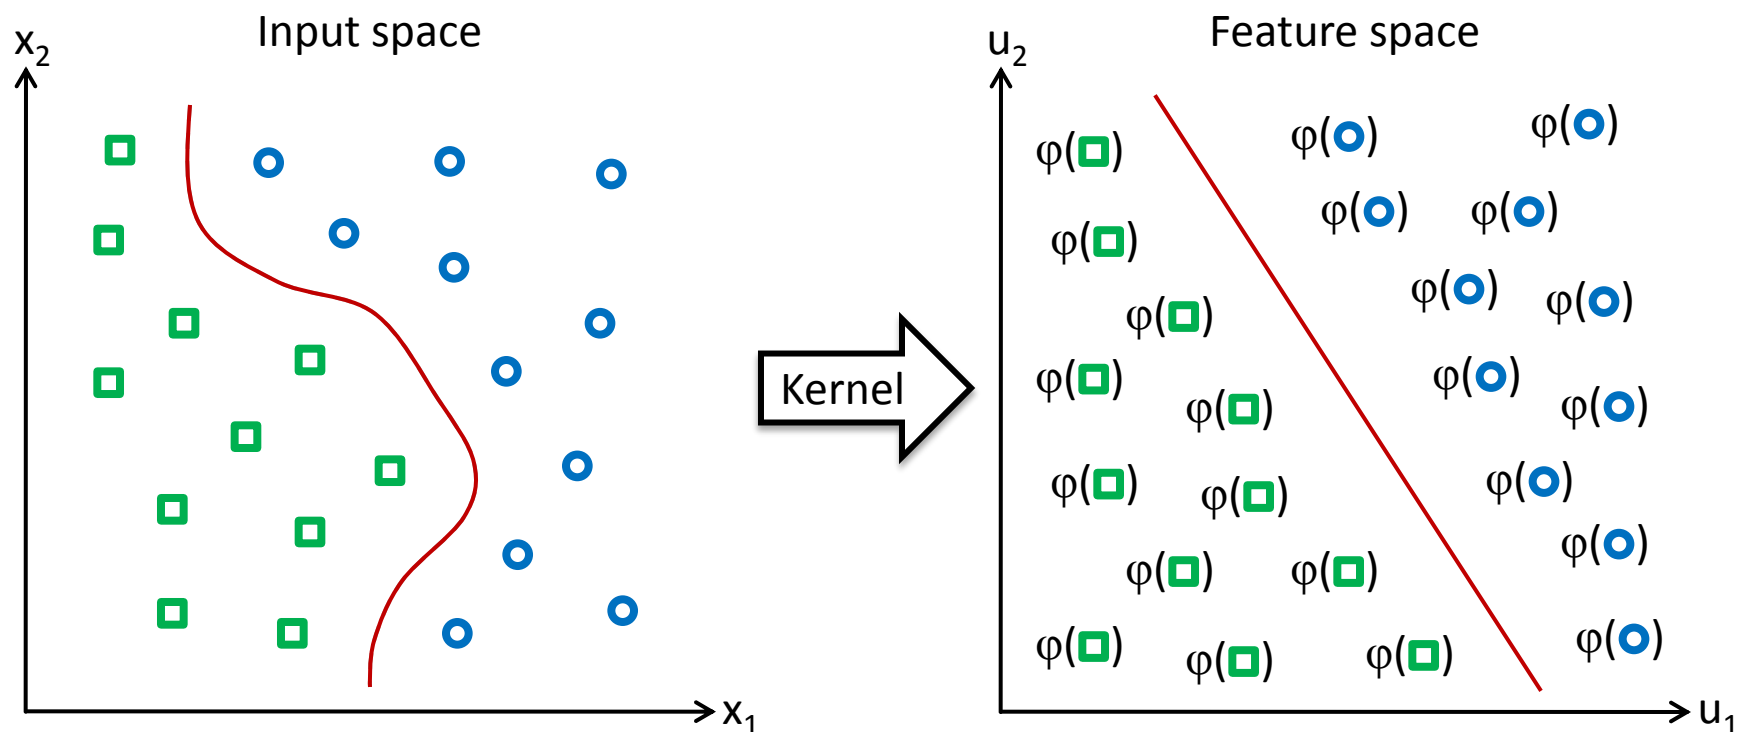 Input space
x₂
x₁
Kernel
Feature space
u₂
φ(○)
φ(○)
φ(□)
φ(○)
φ(○)
φ(□)
φ(○)
φ(○)
φ(□)
φ(□)
φ(○)
φ(□)
φ(○)
φ(□)
φ(□)
φ(○)
φ(○)
φ(□)
φ(□)
φ(□)
φ(□)
φ(□)
φ(○)
u₁